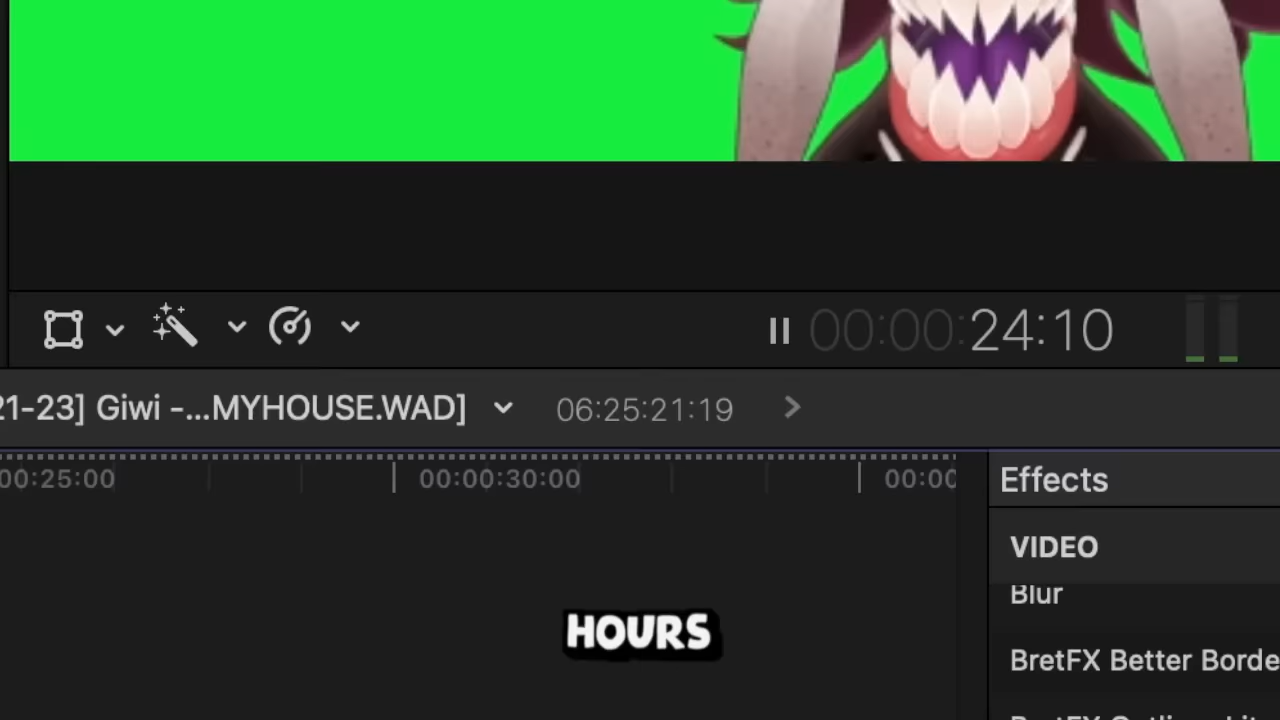 00:00:24:10
21-23] Giwi -...MYHOUSE.WAD] 06:25:21:19
00:25:00 00:00:30:00 00:00
Effects
VIDEO
Blur
HOURS
BretFX Better Borde